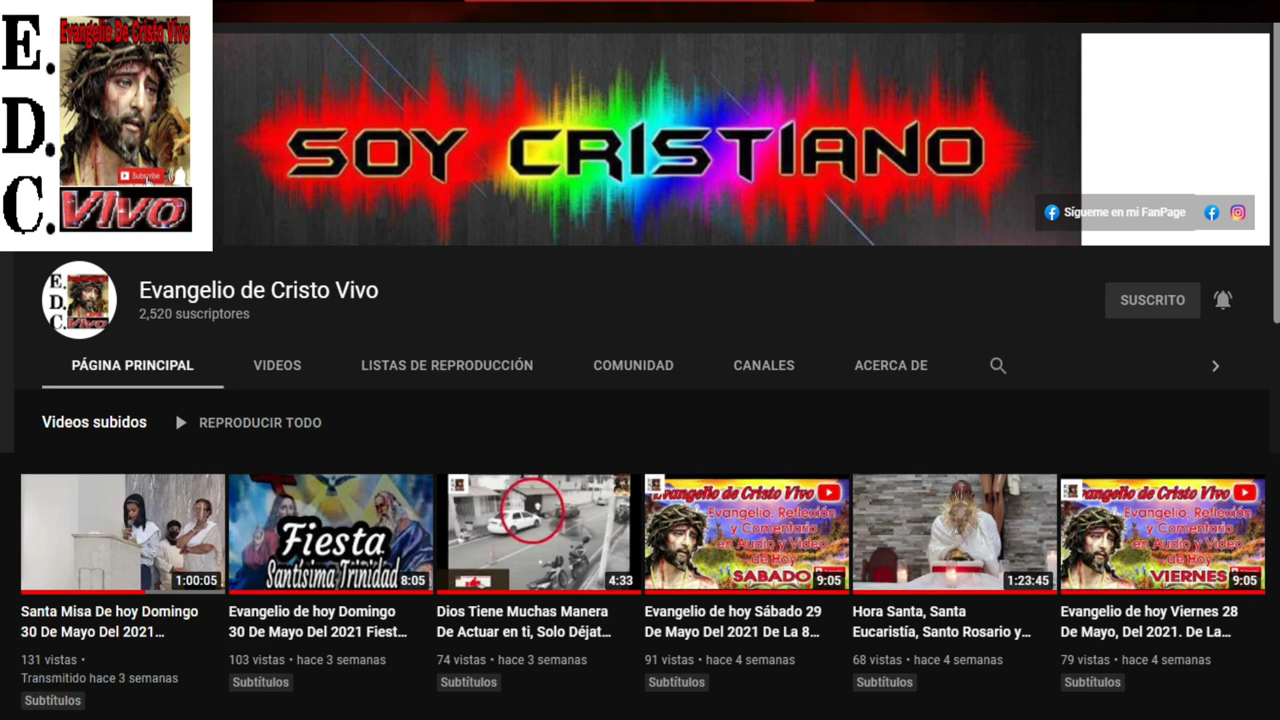 E.
D.
C.
Evangelio De Cristo Vivo
Subscribe
Vivo
SOY CRISTIANO
Sígueme en mi FanPage
E.
D.
C.
Vivo
Evangelio de Cristo Vivo
2,520 suscriptores
SUSCRITO
PÁGINA PRINCIPAL
VIDEOS
LISTAS DE REPRODUCCIÓN
COMUNIDAD
CANALES
ACERCA DE
Videos subidos
REPRODUCIR TODO
1:00:05
Santa Misa De hoy Domingo
30 De Mayo Del 2021...
131 vistas •
Transmitido hace 3 semanas
Subtítulos
Fiesta
Santísima Trinidad
8:05
Evangelio de hoy Domingo
30 De Mayo Del 2021 Fiest...
103 vistas • hace 3 semanas
Subtítulos
4:33
Dios Tiene Muchas Manera
De Actuar en ti, Solo Déjat...
74 vistas • hace 3 semanas
Subtítulos
Evangelio de Cristo Vivo
Evangelio, Reflexión
y Comentario
en Audio y Video
de Hoy
SABADO
9:05
Evangelio de hoy Sábado 29
De Mayo Del 2021 De La 8...
91 vistas • hace 4 semanas
Subtítulos
1:23:45
Hora Santa, Santa
Eucaristía, Santo Rosario y...
68 vistas • hace 4 semanas
Subtítulos
Evangelio de Cristo Vivo
Evangelio, Reflexión
y Comentario
en Audio y Video
de Hoy
VIERNES
9:05
Evangelio de hoy Viernes 28
De Mayo, Del 2021. De La...
79 vistas • hace 4 semanas
Subtítulos